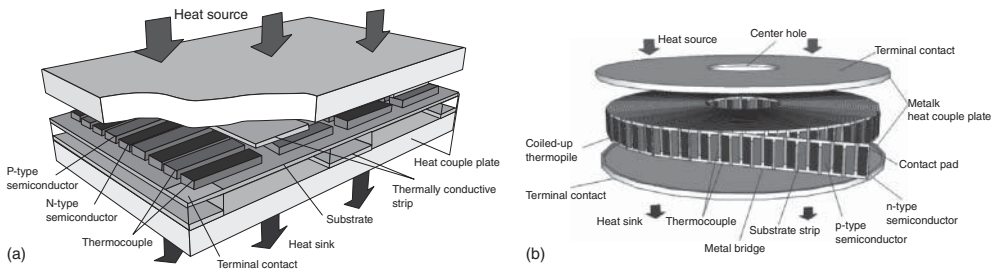 Heat source
P-type
semiconductor
N-type
semiconductor
Thermocouple
Terminal contact
Heat sink
Substrate
Thermally conductive
strip
Heat couple plate
(a)
Center hole
Heat source
Terminal contact
Metalk
heat couple plate
Coiled-up
thermopile
Contact pad
Terminal contact
n-type
semiconductor
Heat sink
Thermocouple
Substrate strip
p-type
semiconductor
Metal bridge
(b)